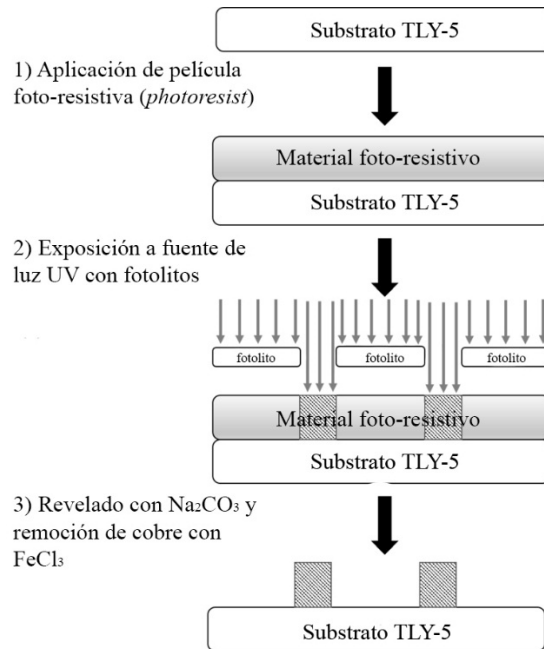 Substrato TLY-5
1) Aplicación de película
foto-resistiva (photoresist)
Material foto-resistivo
Substrato TLY-5
2) Exposición a fuente de
luz UV con fotolitos
fotolito fotolito fotolito
Material foto-resistivo
Substrato TLY-5
3) Revelado con Na₂CO₃ y
remoción de cobre con
FeCl₃
Substrato TLY-5